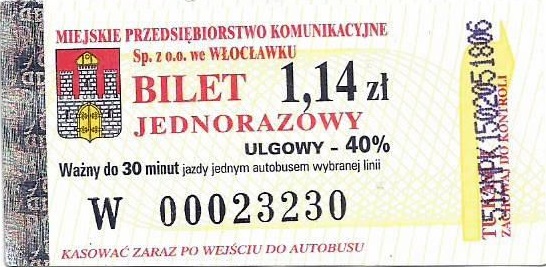 MIEJSKIE PRZEDSIĘBIORSTWO KOMUNIKACYJNE
Sp. z o.o. we WŁOCŁAWKU
BILET 1,14 zł
JEDNORAZOWY
ULGOWY - 40%
Ważny do 30 minut jazdy jednym autobusem wybranej linii
W 00023230
KASOWAĆ ZARAZ PO WEJŚCIU DO AUTOBUSU
ZACHOWAJ DO KONTROLI